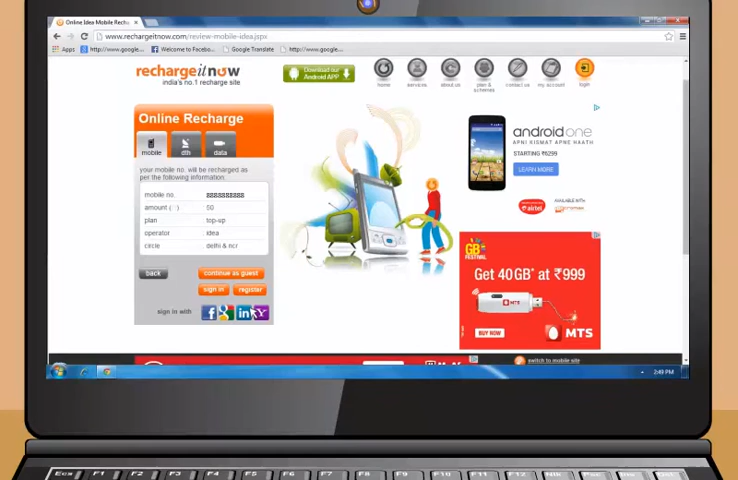 Online Idea Mobile Rech
www.rechargeitnow.com/review-mobile-idea.jspx
Apps http://www.google... Welcome to Facebo... Google Translate http://www.google...
rechargeitnow
india's no.1 recharge site
Download our
Android APP
home services about us plan & schemes contact us my account login
Online Recharge
mobile dth data
your mobile no. will be recharged as
per the following information:
mobile no. 8888888888
amount ( ) 50
plan top-up
operator idea
circle delhi & ncr
back continue as guest
sign in register
sign in with
androidone
APNI KISMAT APNE HAATH
STARTING ₹6299
LEARN MORE
airtel
AVAILABLE WITH
GB
FESTIVAL
Get 40GB* at ₹999
BUY NOW
MTS
switch to mobile site
2:49 PM
Esc F1 F2 F3 F4 F5 F6 F7 F8 F9 F10 F11 F12